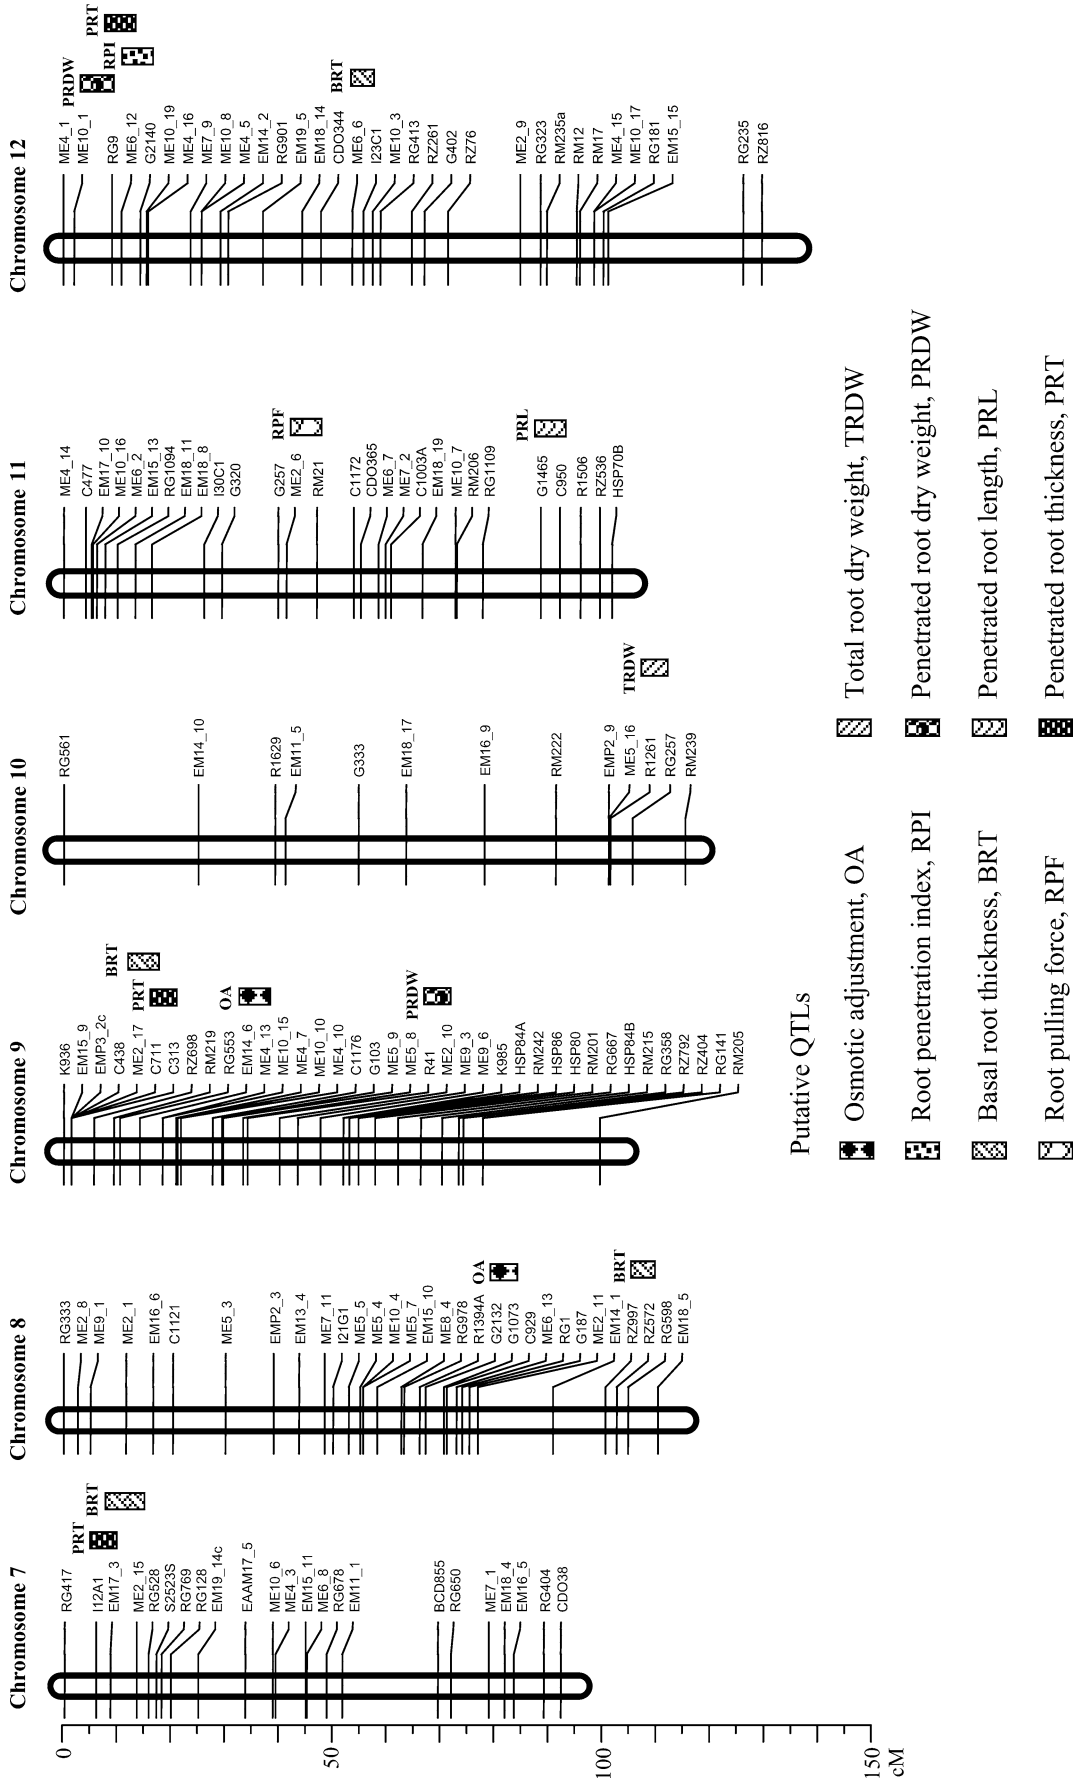 Chromosome 7
RG417
I12A1
EM17_3
ME2_15
RG528
S2523S
RG769
RG128
EM19_14c
EAAM17_5
ME10_6
ME4_3
EM15_11
ME6_8
RG678
EM11_1
BCD855
RG650
ME7_1
EM18_4
EM16_5
RG404
CDO38
PRT
BRT
0
50
100
150
cM
Chromosome 8
RG333
ME2_8
ME9_1
ME2_1
EM16_6
C1121
ME5_3
EMP2_3
EM13_4
ME7_11
I21G1
ME5_5
ME5_4
ME10_4
ME5_7
EM15_10
ME8_4
RG978
R1394A
G2132
G1073
C929
ME6_13
RG1
G187
ME2_11
EM14_1
RZ997
RZ572
RG598
EM18_5
OA
BRT
Chromosome 9
K936
EM15_9
EMP3_2c
C438
ME2_17
C711
C313
RZ698
RM219
RG553
EM14_6
ME4_13
ME10_15
ME4_7
ME10_10
ME4_10
C1176
G103
ME5_9
ME5_8
R41
ME2_10
ME9_3
ME9_6
K985
HSP84A
RM242
HSP86
HSP80
RM201
RG667
HSP84B
RM215
RG358
RZ792
RZ404
RG141
RM205
BRT
PRT
OA
PRDW
Chromosome 10
RG561
EM14_10
R1629
EM11_5
G333
EM18_17
EM16_9
RM222
EMP2_9
ME5_16
R1261
RG257
RM239
TRDW
Chromosome 11
ME4_14
C477
EM17_10
ME10_16
ME6_2
EM15_13
RG1094
EM18_11
EM18_8
I30C1
G320
G257
ME2_6
RM21
C1172
CDO365
ME6_7
ME7_2
C1003A
EM18_19
ME10_7
RM206
RG1109
G1465
C950
R1506
RZ536
HSP70B
RPF
PRL
Chromosome 12
ME4_1
ME10_1
RG9
ME6_12
G2140
ME10_19
ME4_16
ME7_9
ME10_8
ME4_5
EM14_2
RG901
EM19_5
EM18_14
CDO344
ME6_6
I23C1
ME10_3
RG413
RZ261
G402
RZ76
ME2_9
RG323
RM235a
RM12
RM17
ME4_15
ME10_17
RG181
EM15_15
RG235
RZ816
PRDW
RPI
PRT
BRT
Putative QTLs
Osmotic adjustment, OA
Root penetration index, RPI
Basal root thickness, BRT
Root pulling force, RPF
Total root dry weight, TRDW
Penetrated root dry weight, PRDW
Penetrated root length, PRL
Penetrated root thickness, PRT